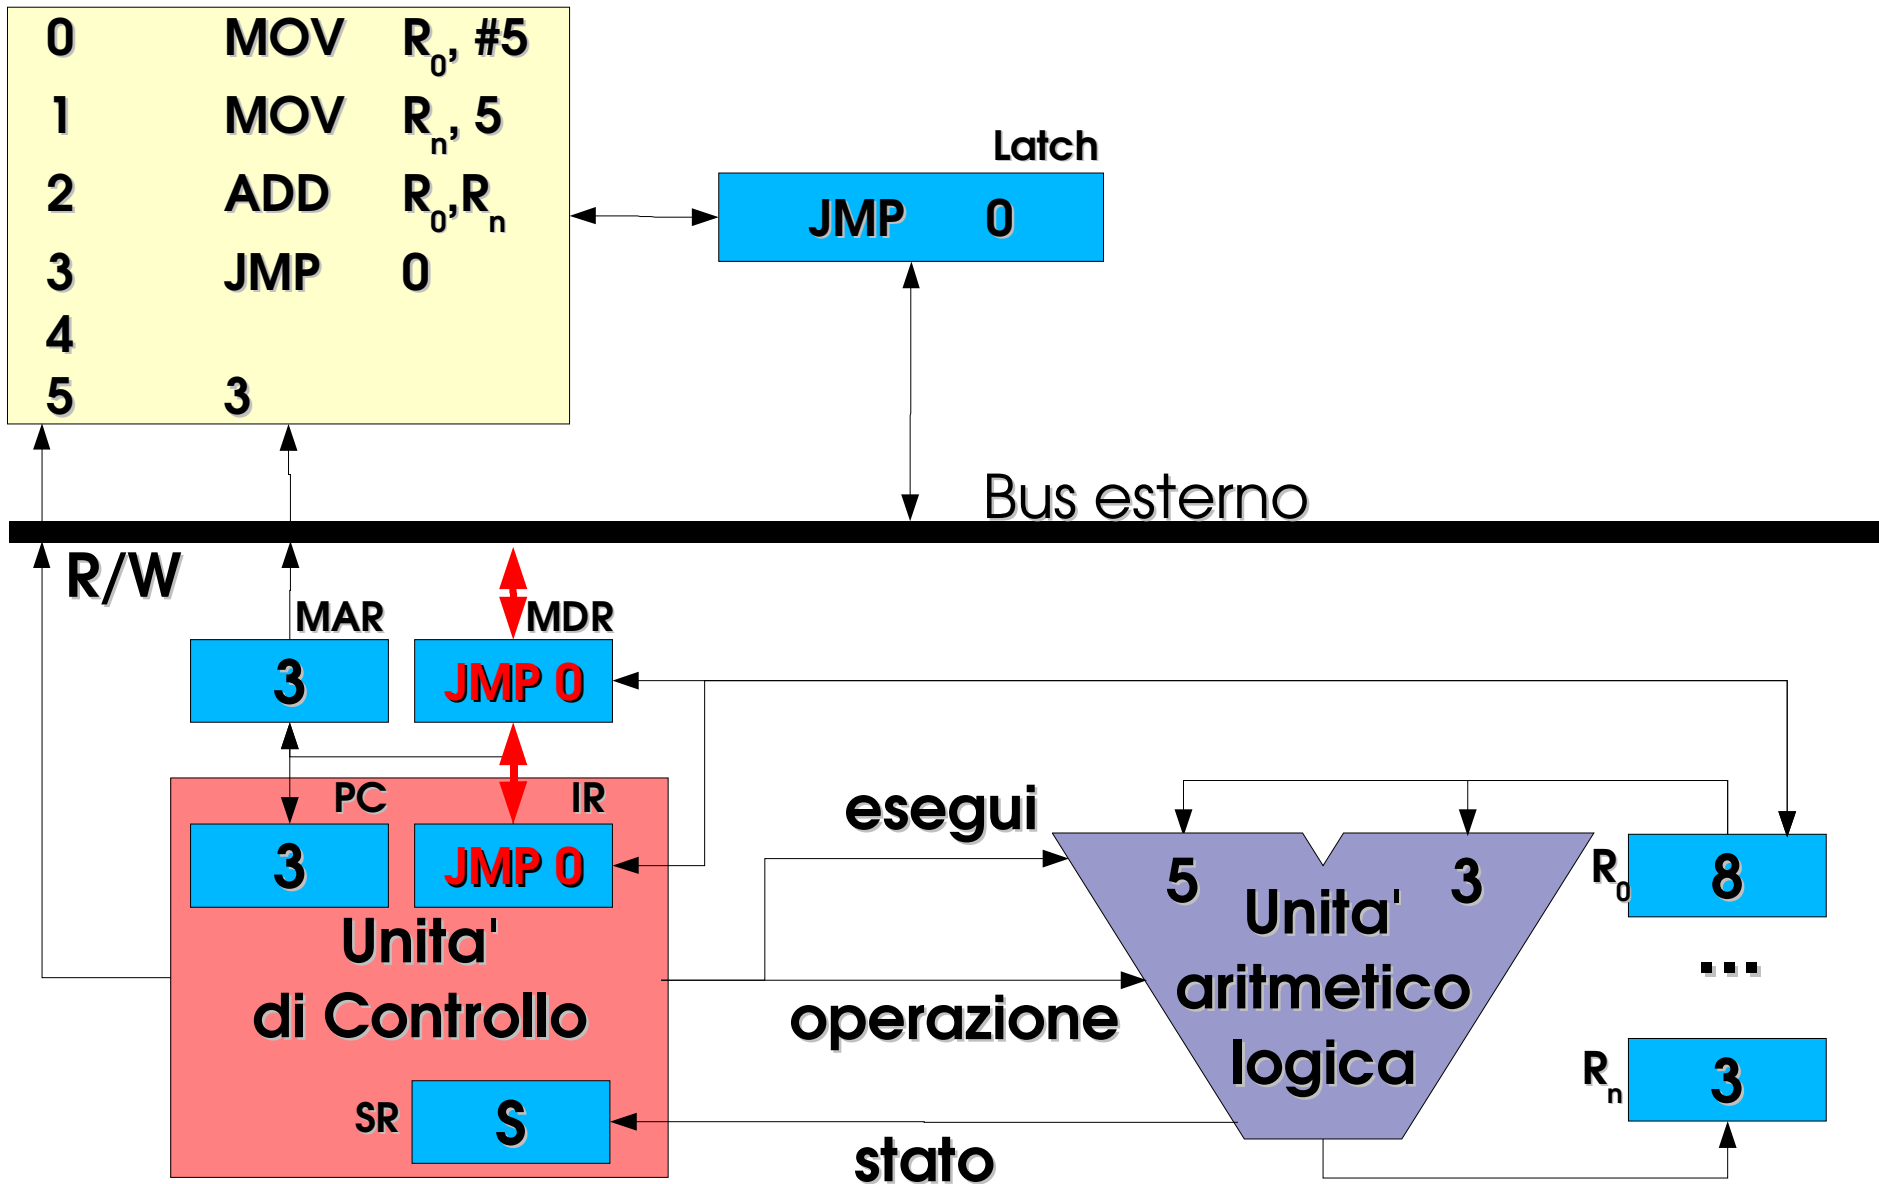 0 MOV R0, #5
1 MOV Rn, 5
2 ADD R0,Rn
3 JMP 0
4
5 3
Latch
JMP 0
Bus esterno
R/W
MAR
MDR
3
JMP 0
PC
IR
3
JMP 0
Unita'
di Controllo
SR
S
esegui
operazione
stato
5
3
Unita'
aritmetico
logica
R0
8
...
Rn
3